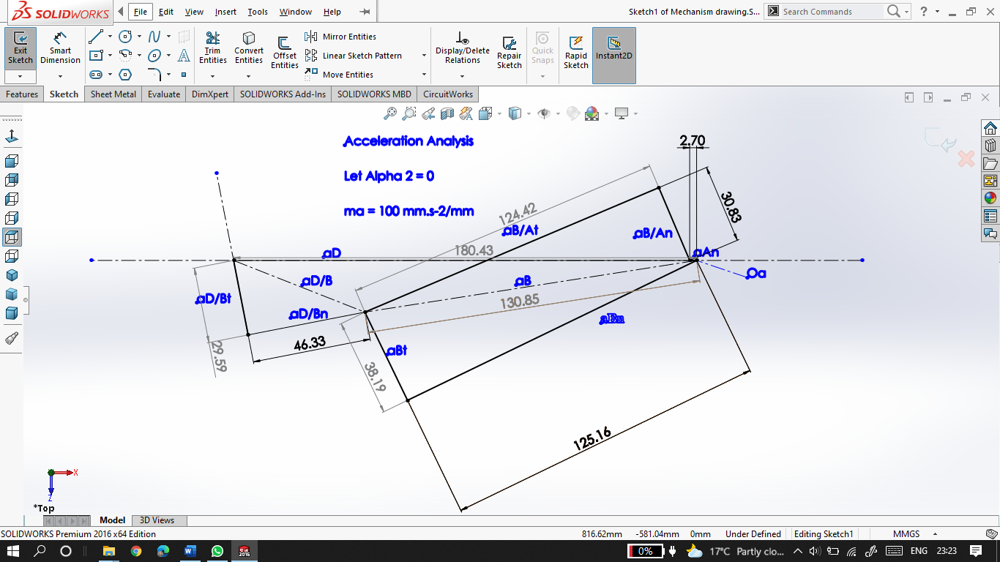 SOLIDWORKS
File Edit View Insert Tools Window Help
Sketch1 of Mechanism drawing.S...
Search Commands
Exit Sketch
Smart Dimension
Trim Entities
Convert Entities
Offset Entities
Mirror Entities
Linear Sketch Pattern
Move Entities
Display/Delete Relations
Repair Sketch
Quick Snaps
Rapid Sketch
Instant2D
Features Sketch Sheet Metal Evaluate DimXpert SOLIDWORKS Add-Ins SOLIDWORKS MBD CircuitWorks
Acceleration Analysis
2.70
Let Alpha 2 = 0
ma = 100 mm.s-2/mm
30.83
124.42
aB/At
aB/An
180.43
aD
aAn
Oa
aD/B
aB
130.85
aD/Bt
aD/Bn
aBn
46.33
aBt
29.59
38.19
125.16
X
Z
*Top
Model 3D Views
SOLIDWORKS Premium 2016 x64 Edition
816.62mm -581.04mm 0mm Under Defined Editing Sketch1 MMGS
0% 17°C Partly clo... ENG 23:23